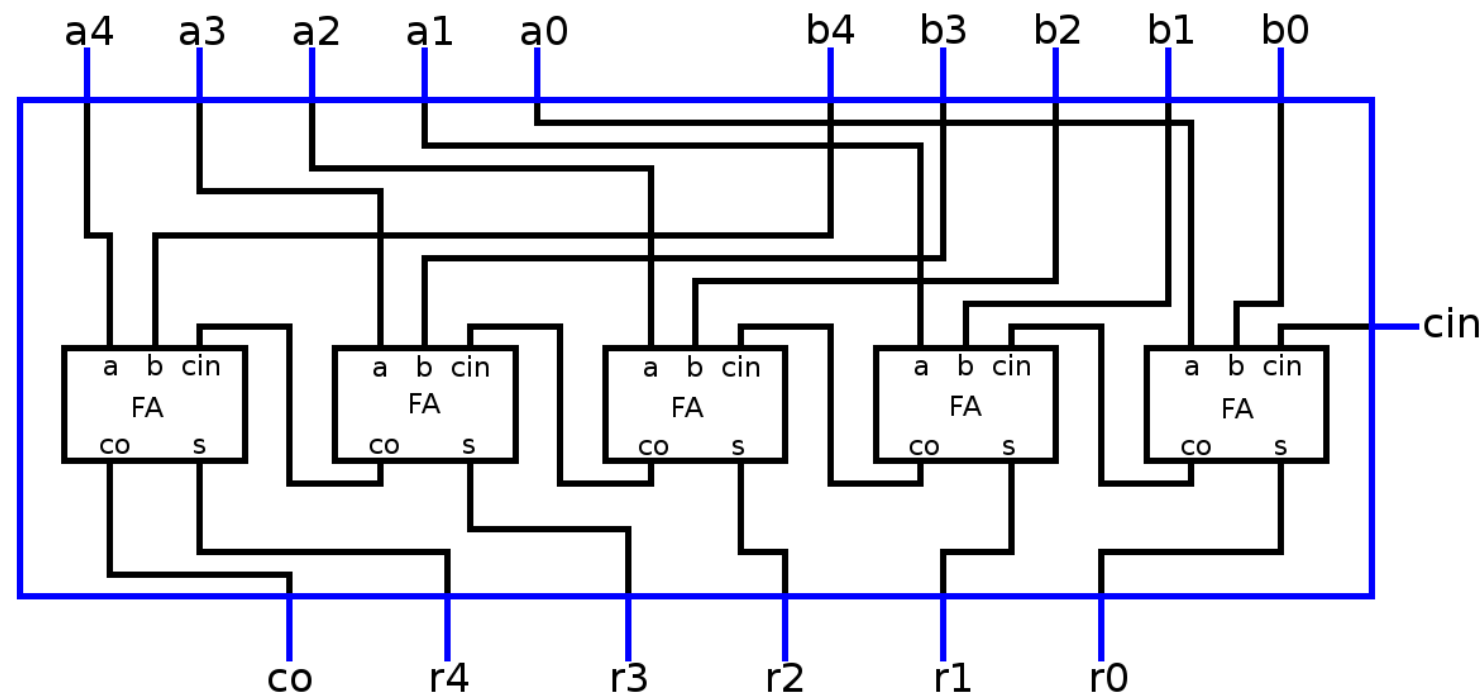 a4 a3 a2 a1 a0 b4 b3 b2 b1 b0
cin
a b cin a b cin a b cin a b cin a b cin
FA FA FA FA FA
co s co s co s co s co s
co r4 r3 r2 r1 r0